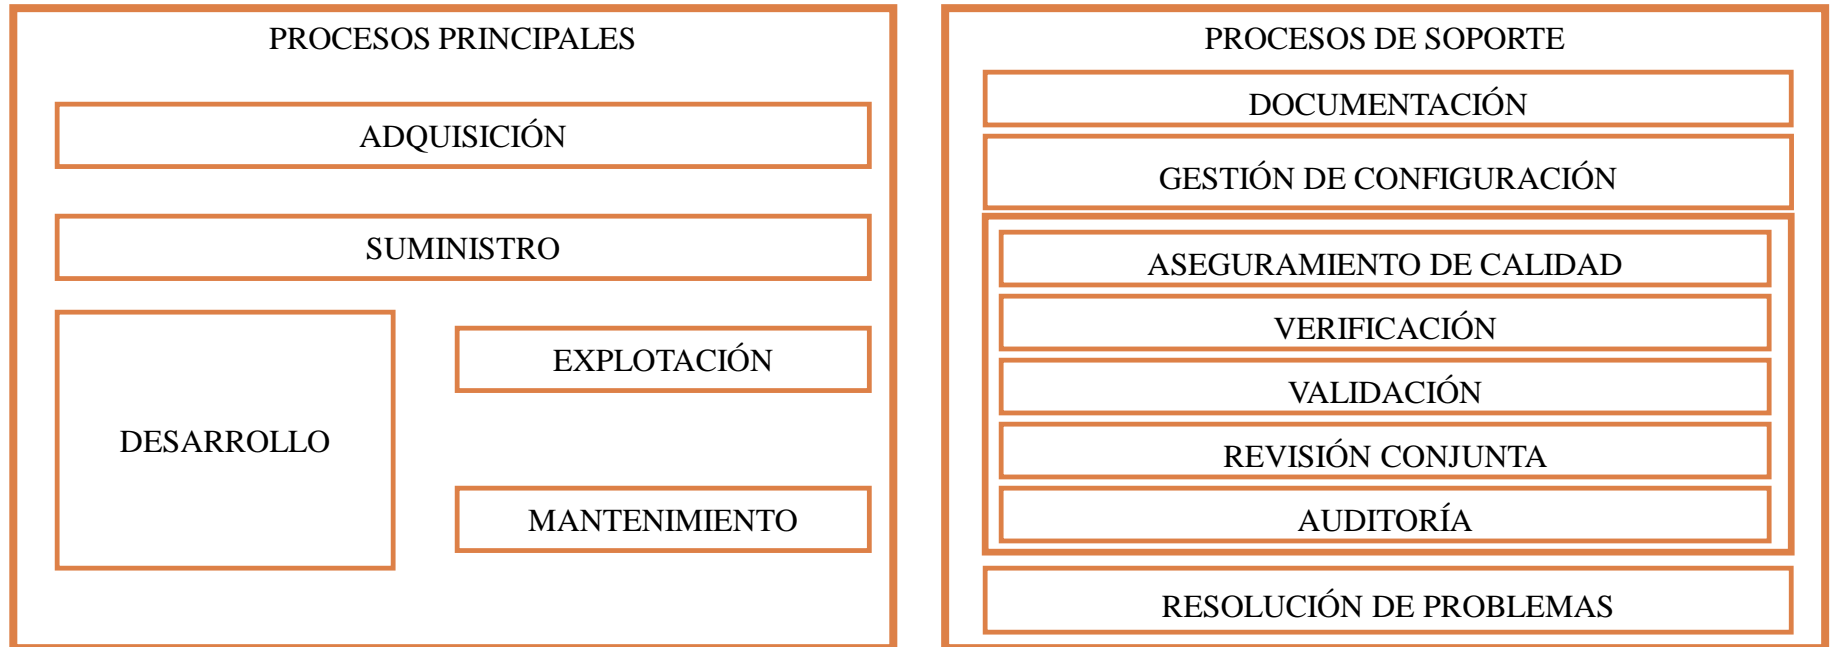 PROCESOS PRINCIPALES
ADQUISICIÓN
SUMINISTRO
DESARROLLO
EXPLOTACIÓN
MANTENIMIENTO
PROCESOS DE SOPORTE
DOCUMENTACIÓN
GESTIÓN DE CONFIGURACIÓN
ASEGURAMIENTO DE CALIDAD
VERIFICACIÓN
VALIDACIÓN
REVISIÓN CONJUNTA
AUDITORÍA
RESOLUCIÓN DE PROBLEMAS